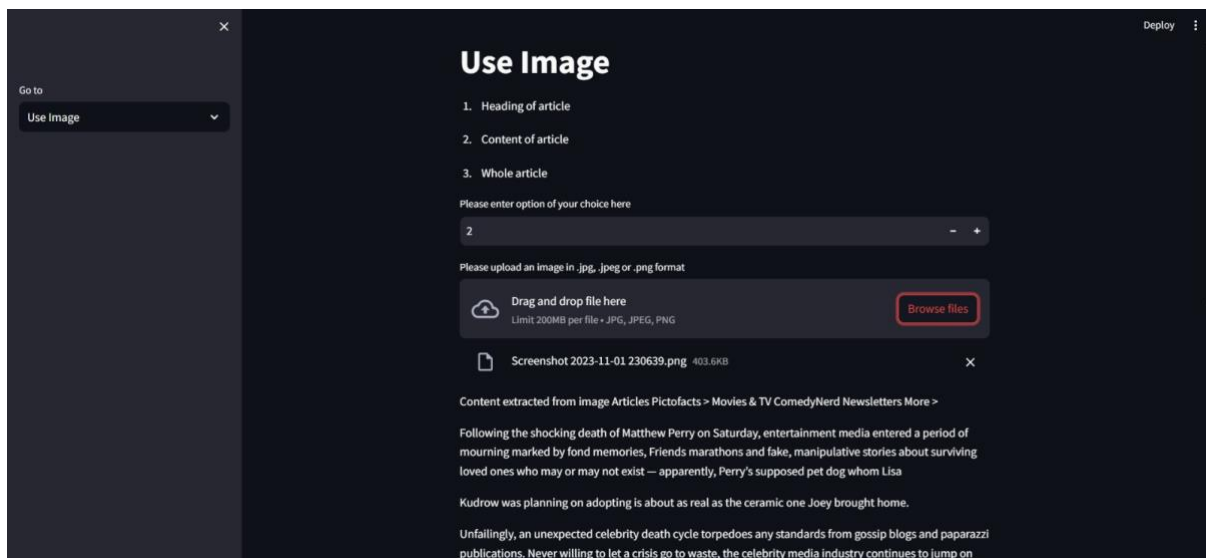 Deploy
Go to
Use Image
Use Image
1. Heading of article
2. Content of article
3. Whole article
Please enter option of your choice here
2
Please upload an image in .jpg, .jpeg or .png format
Drag and drop file here
Limit 200MB per file • JPG, JPEG, PNG
Browse files
Screenshot 2023-11-01 230639.png 403.6KB
Content extracted from image Articles Pictofacts > Movies & TV ComedyNerd Newsletters More >
Following the shocking death of Matthew Perry on Saturday, entertainment media entered a period of
mourning marked by fond memories, Friends marathons and fake, manipulative stories about surviving
loved ones who may or may not exist — apparently, Perry's supposed pet dog whom Lisa
Kudrow was planning on adopting is about as real as the ceramic one Joey brought home.
Unfailingly, an unexpected celebrity death cycle torpedoes any standards from gossip blogs and paparazzi
publications. Never willing to let a crisis go to waste, the celebrity media industry continues to jump on